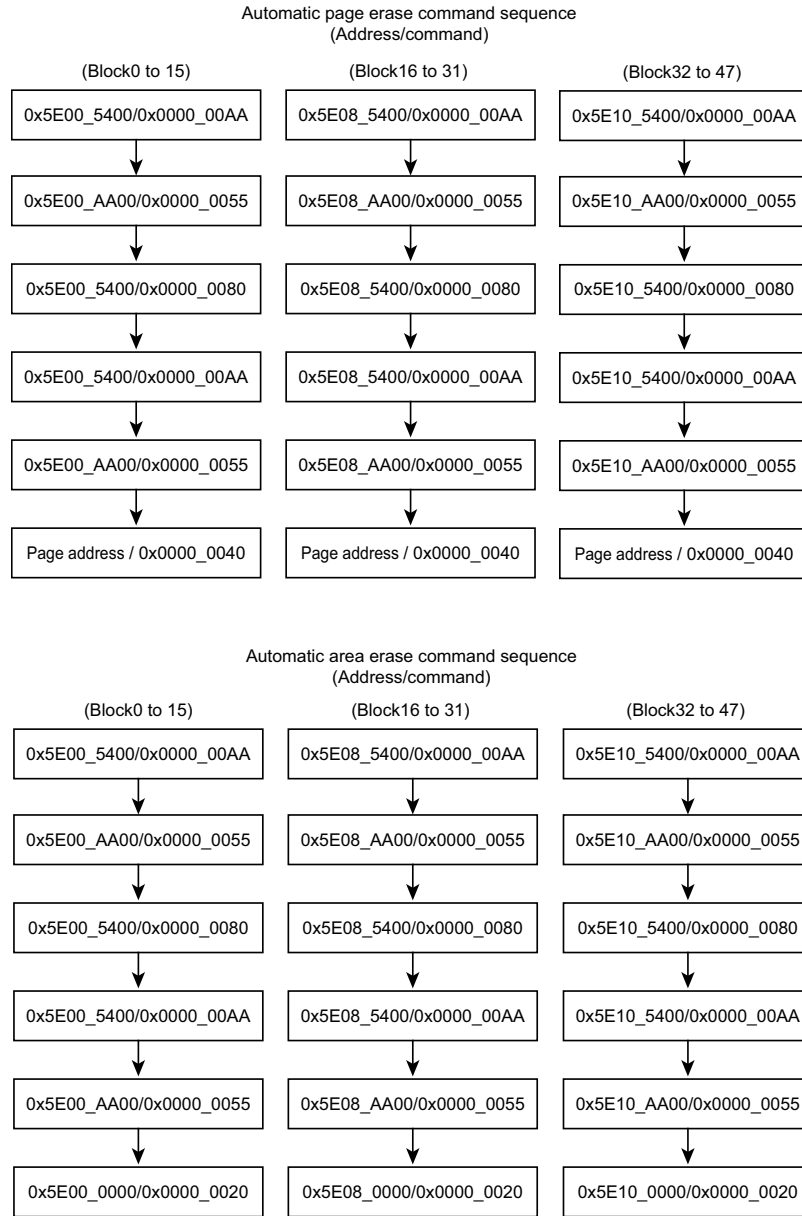 Automatic page erase command sequence
(Address/command)
(Block0 to 15)
0x5E00_5400/0x0000_00AA
0x5E00_AA00/0x0000_0055
0x5E00_5400/0x0000_0080
0x5E00_5400/0x0000_00AA
0x5E00_AA00/0x0000_0055
Page address / 0x0000_0040
(Block16 to 31)
0x5E08_5400/0x0000_00AA
0x5E08_AA00/0x0000_0055
0x5E08_5400/0x0000_0080
0x5E08_5400/0x0000_00AA
0x5E08_AA00/0x0000_0055
Page address / 0x0000_0040
(Block32 to 47)
0x5E10_5400/0x0000_00AA
0x5E10_AA00/0x0000_0055
0x5E10_5400/0x0000_0080
0x5E10_5400/0x0000_00AA
0x5E10_AA00/0x0000_0055
Page address / 0x0000_0040
Automatic area erase command sequence
(Address/command)
(Block0 to 15)
0x5E00_5400/0x0000_00AA
0x5E00_AA00/0x0000_0055
0x5E00_5400/0x0000_0080
0x5E00_5400/0x0000_00AA
0x5E00_AA00/0x0000_0055
0x5E00_0000/0x0000_0020
(Block16 to 31)
0x5E08_5400/0x0000_00AA
0x5E08_AA00/0x0000_0055
0x5E08_5400/0x0000_0080
0x5E08_5400/0x0000_00AA
0x5E08_AA00/0x0000_0055
0x5E08_0000/0x0000_0020
(Block32 to 47)
0x5E10_5400/0x0000_00AA
0x5E10_AA00/0x0000_0055
0x5E10_5400/0x0000_0080
0x5E10_5400/0x0000_00AA
0x5E10_AA00/0x0000_0055
0x5E10_0000/0x0000_0020